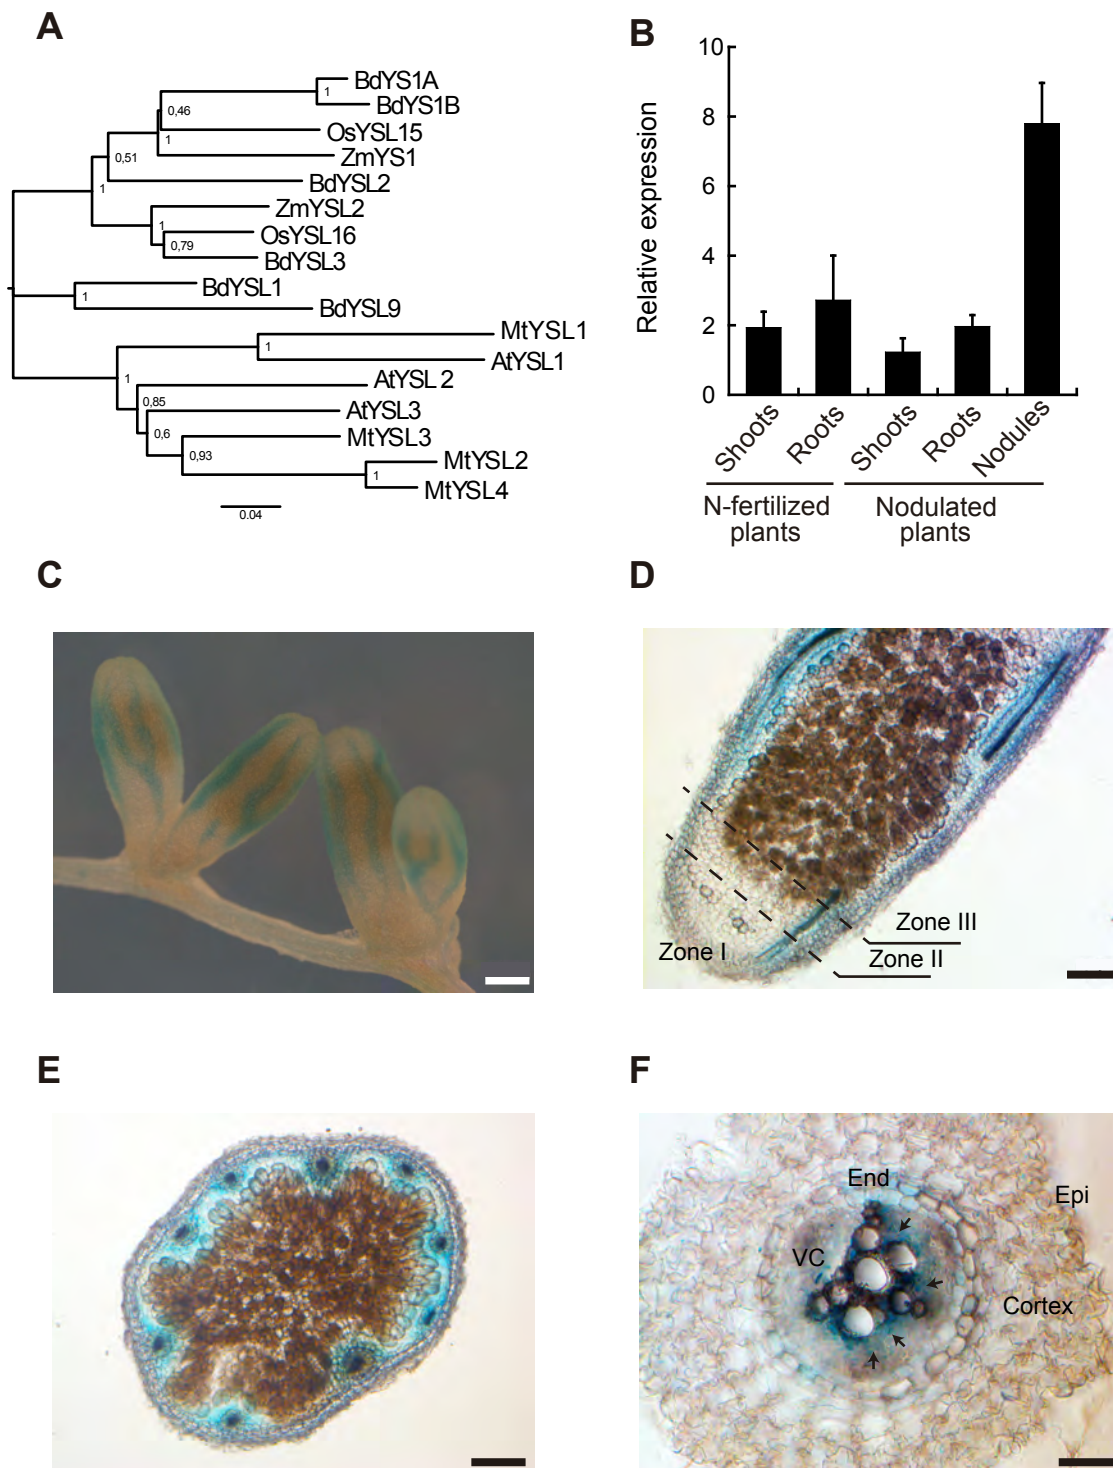 A
BdYS1A
1
BdYS1B
0,46
OsYSL15
1
ZmYS1
0,51
BdYSL2
1
ZmYSL2
1
OsYSL16
0,79
BdYSL3
BdYSL1
1
BdYSL9
MtYSL1
1
AtYSL1
1
AtYSL2
0,85
AtYSL3
0,6
MtYSL3
0,93
MtYSL2
1
MtYSL4
0.04
B
Relative expression
10
8
6
4
2
0
Shoots
Roots
Shoots
Roots
Nodules
N-fertilized
plants
Nodulated
plants
C
D
Zone III
Zone II
Zone I
E
F
End
Epi
VC
Cortex